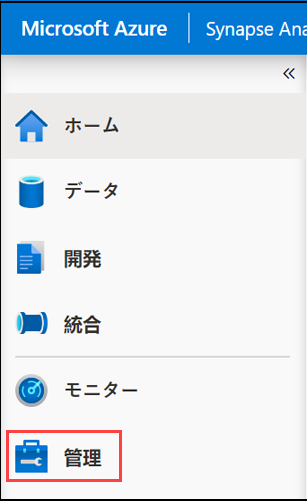 Microsoft Azure
Synapse Ana
«
ホーム
データ
開発
統合
モニター
管理